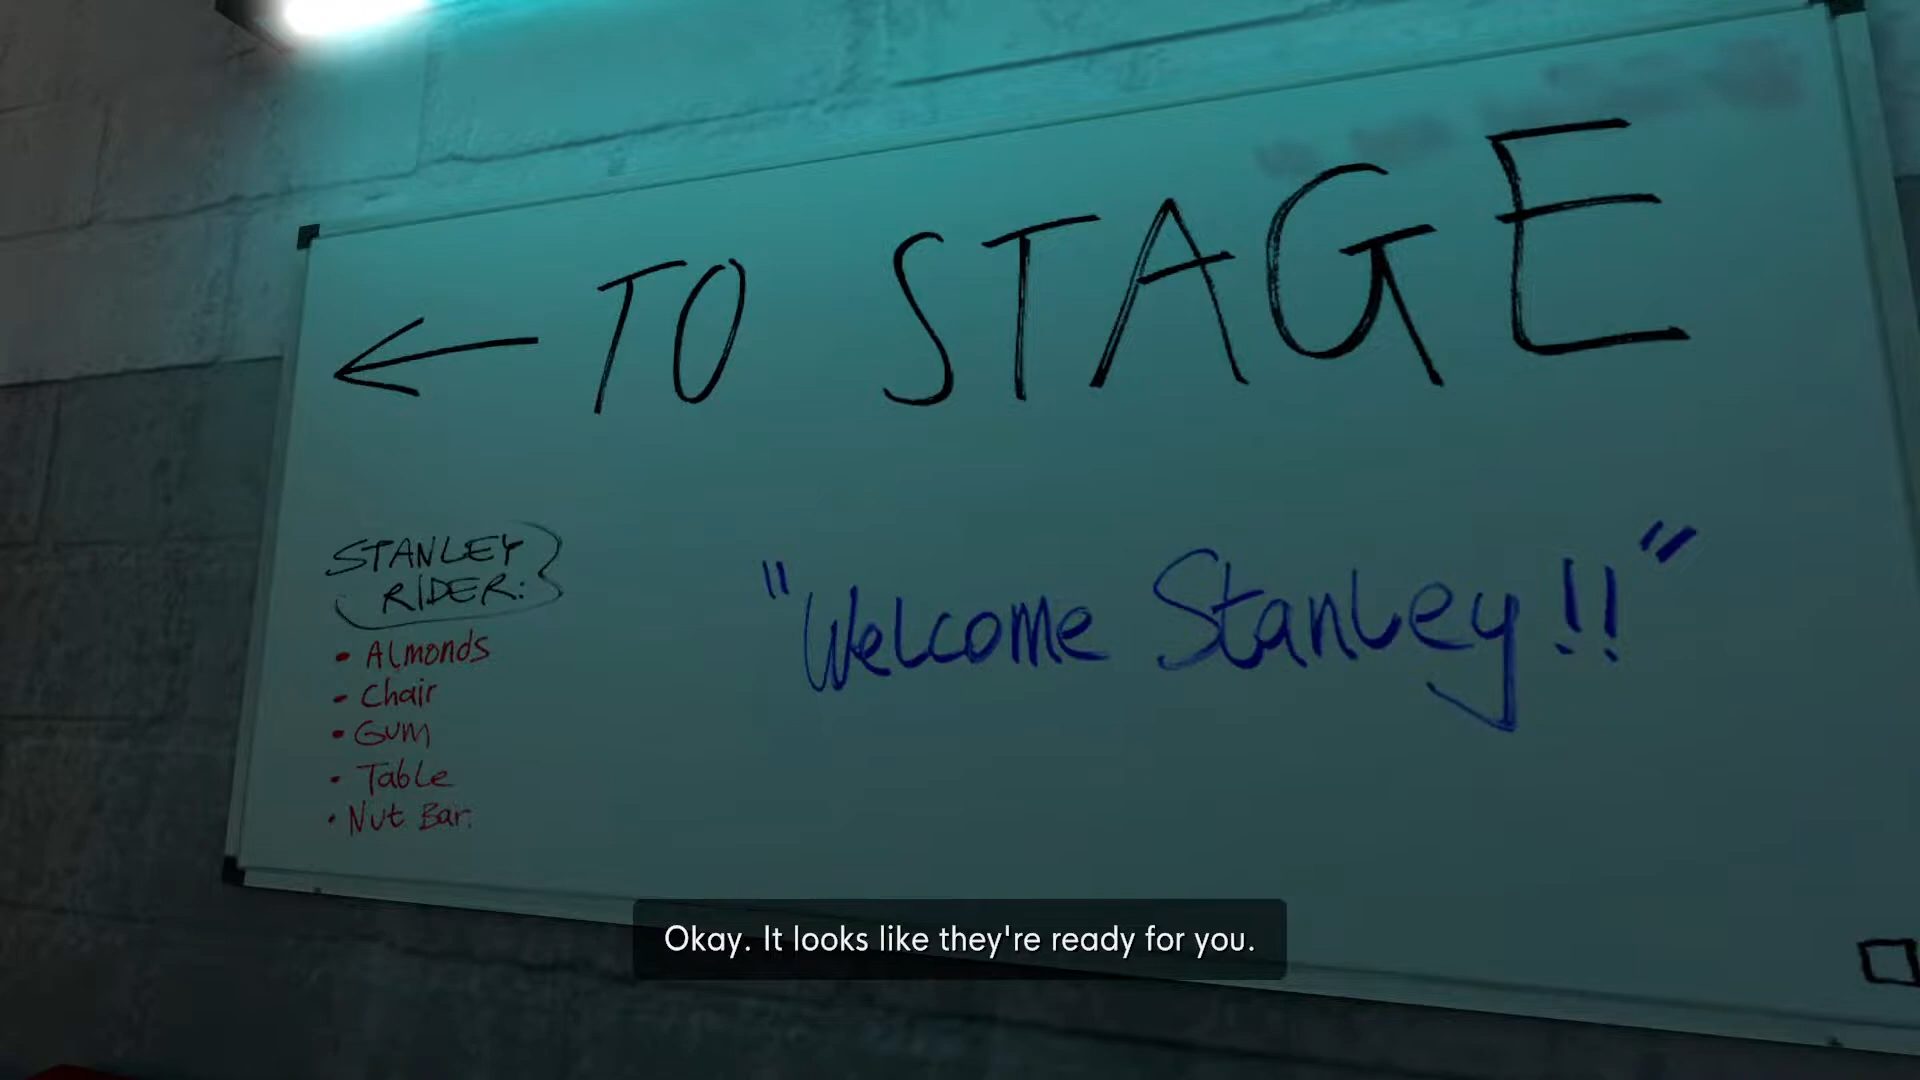 ← TO STAGE
STANLEY
RIDER:
• Almonds
• Chair
• Gum
• Table
• Nut Bar.
"Welcome Stanley!!"
Okay. It looks like they're ready for you.